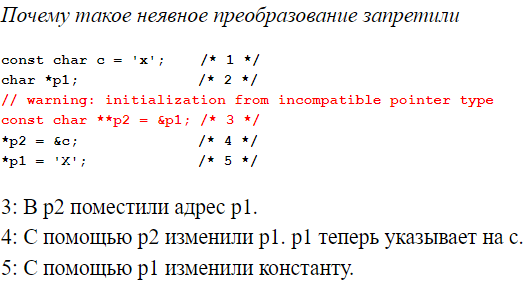 Почему такое неявное преобразование запретили
const char c = 'x'; /* 1 */
char *p1; /* 2 */
// warning: initialization from incompatible pointer type
const char **p2 = &p1; /* 3 */
*p2 = &c; /* 4 */
*p1 = 'X'; /* 5 */
3: В p2 поместили адрес p1.
4: С помощью p2 изменили p1. p1 теперь указывает на c.
5: С помощью p1 изменили константу.